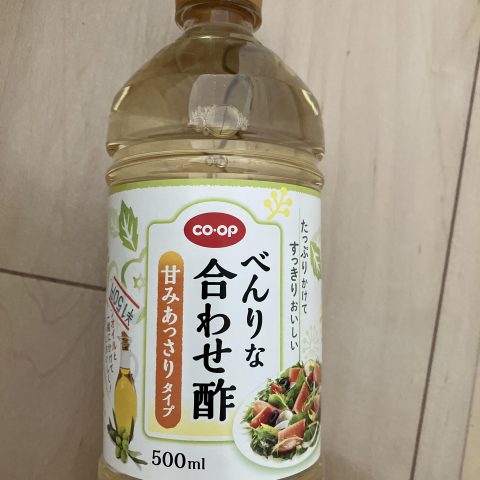 CO·OP
べんりな
合わせ酢
甘みあっさりタイプ
たっぷりかけて
すっきりおいしい
500ml